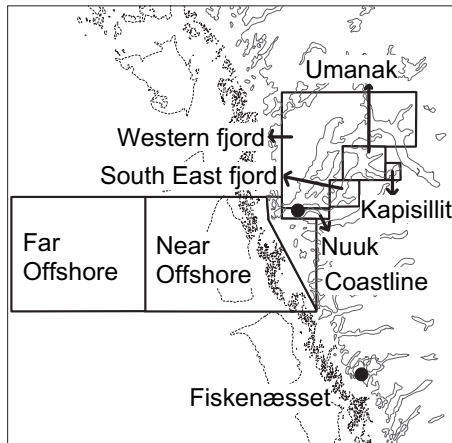 Umanak
Western fjord
South East fjord
Kapisillit
Far
Offshore
Near
Offshore
Nuuk
Coastline
Fiskenæsset